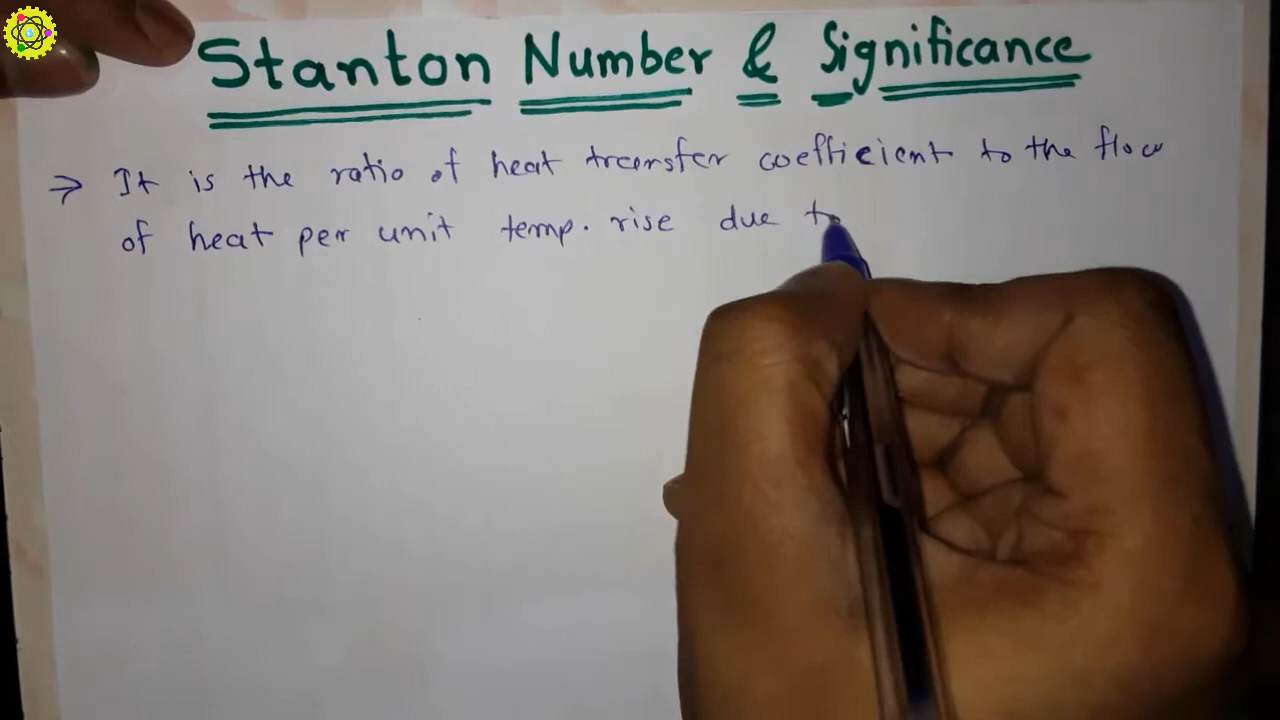 Stanton Number & Significance
⇒ It is the ratio of heat transfer coefficient to the flow
of heat per unit temp. rise due to